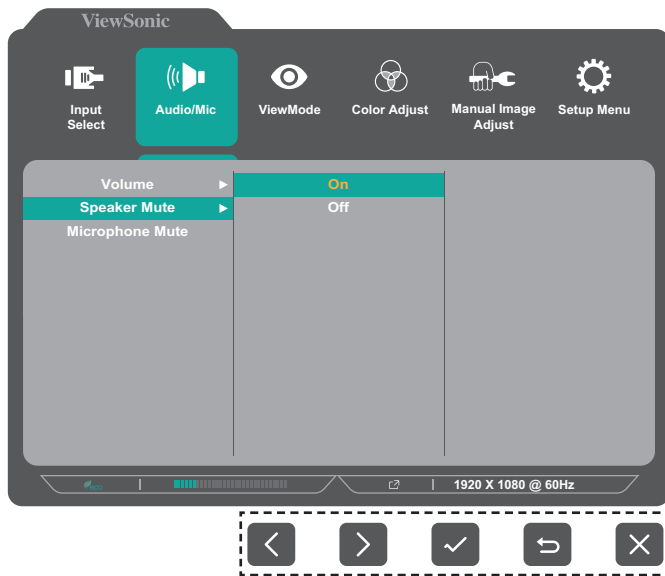 ViewSonic
Input Select
Audio/Mic
ViewMode
Color Adjust
Manual Image Adjust
Setup Menu
Volume
On
Speaker Mute
Off
Microphone Mute
1920 X 1080 @ 60Hz